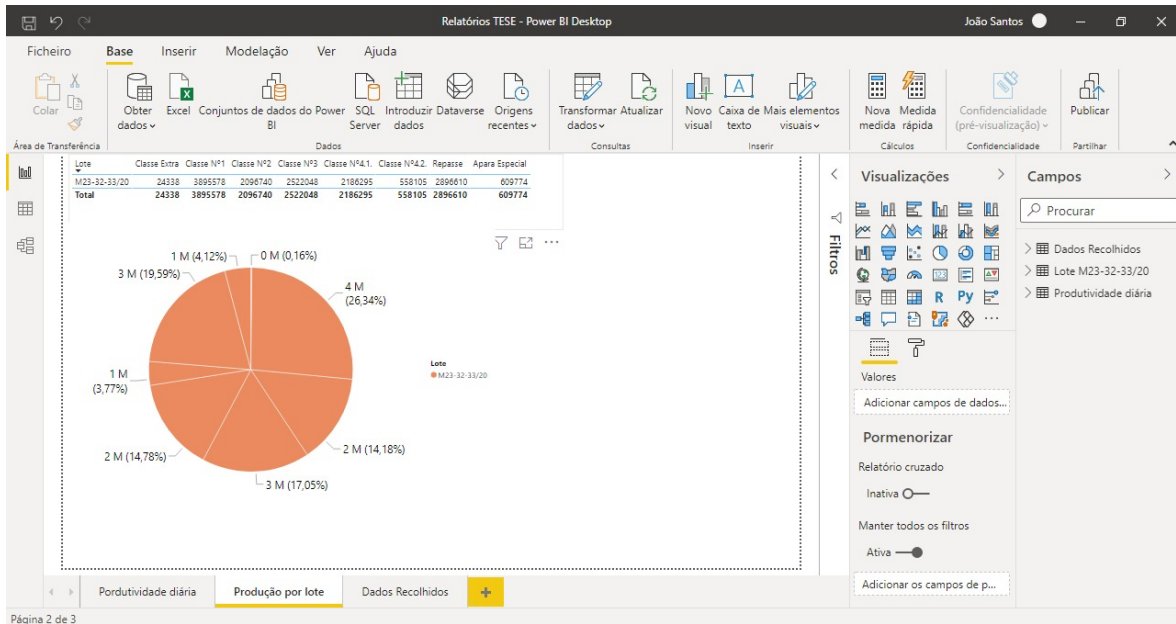 Relatórios TESE - Power BI Desktop
João Santos
Ficheiro Base Inserir Modelação Ver Ajuda
Colar
Obter dados
Excel
Conjuntos de dados do Power BI
SQL Server
Introduzir dados
Dataverse
Origens recentes
Transformar dados
Atualizar
Novo visual
Caixa de texto
Mais elementos visuais
Nova medida
Medida rápida
Confidencialidade (pré-visualização)
Publicar
Área de Transferência Dados Consultas Inserir Cálculos Confidencialidade Partilhar
Lote Classe Extra Classe Nº1 Classe Nº2 Classe Nº3 Classe Nº4.1. Classe Nº4.2. Repasse Apara Especial
M23-32-33/20 24338 3895578 2096740 2522048 2186295 558105 2896610 609774
Total 24338 3895578 2096740 2522048 2186295 558105 2896610 609774
1 M (4,12%)
0 M (0,16%)
3 M (19,59%)
4 M
(26,34%)
1 M
(3,77%)
2 M (14,78%)
2 M (14,18%)
3 M (17,05%)
Lote
M23-32-33/20
Filtros
Visualizações
R Py
123
Valores
Adicionar campos de dados...
Pormenorizar
Relatório cruzado
Inativa
Manter todos os filtros
Ativa
Adicionar os campos de p...
Campos
Procurar
Dados Recolhidos
Lote M23-32-33/20
Produtividade diária
Pordutividade diária
Produção por lote
Dados Recolhidos
Página 2 de 3